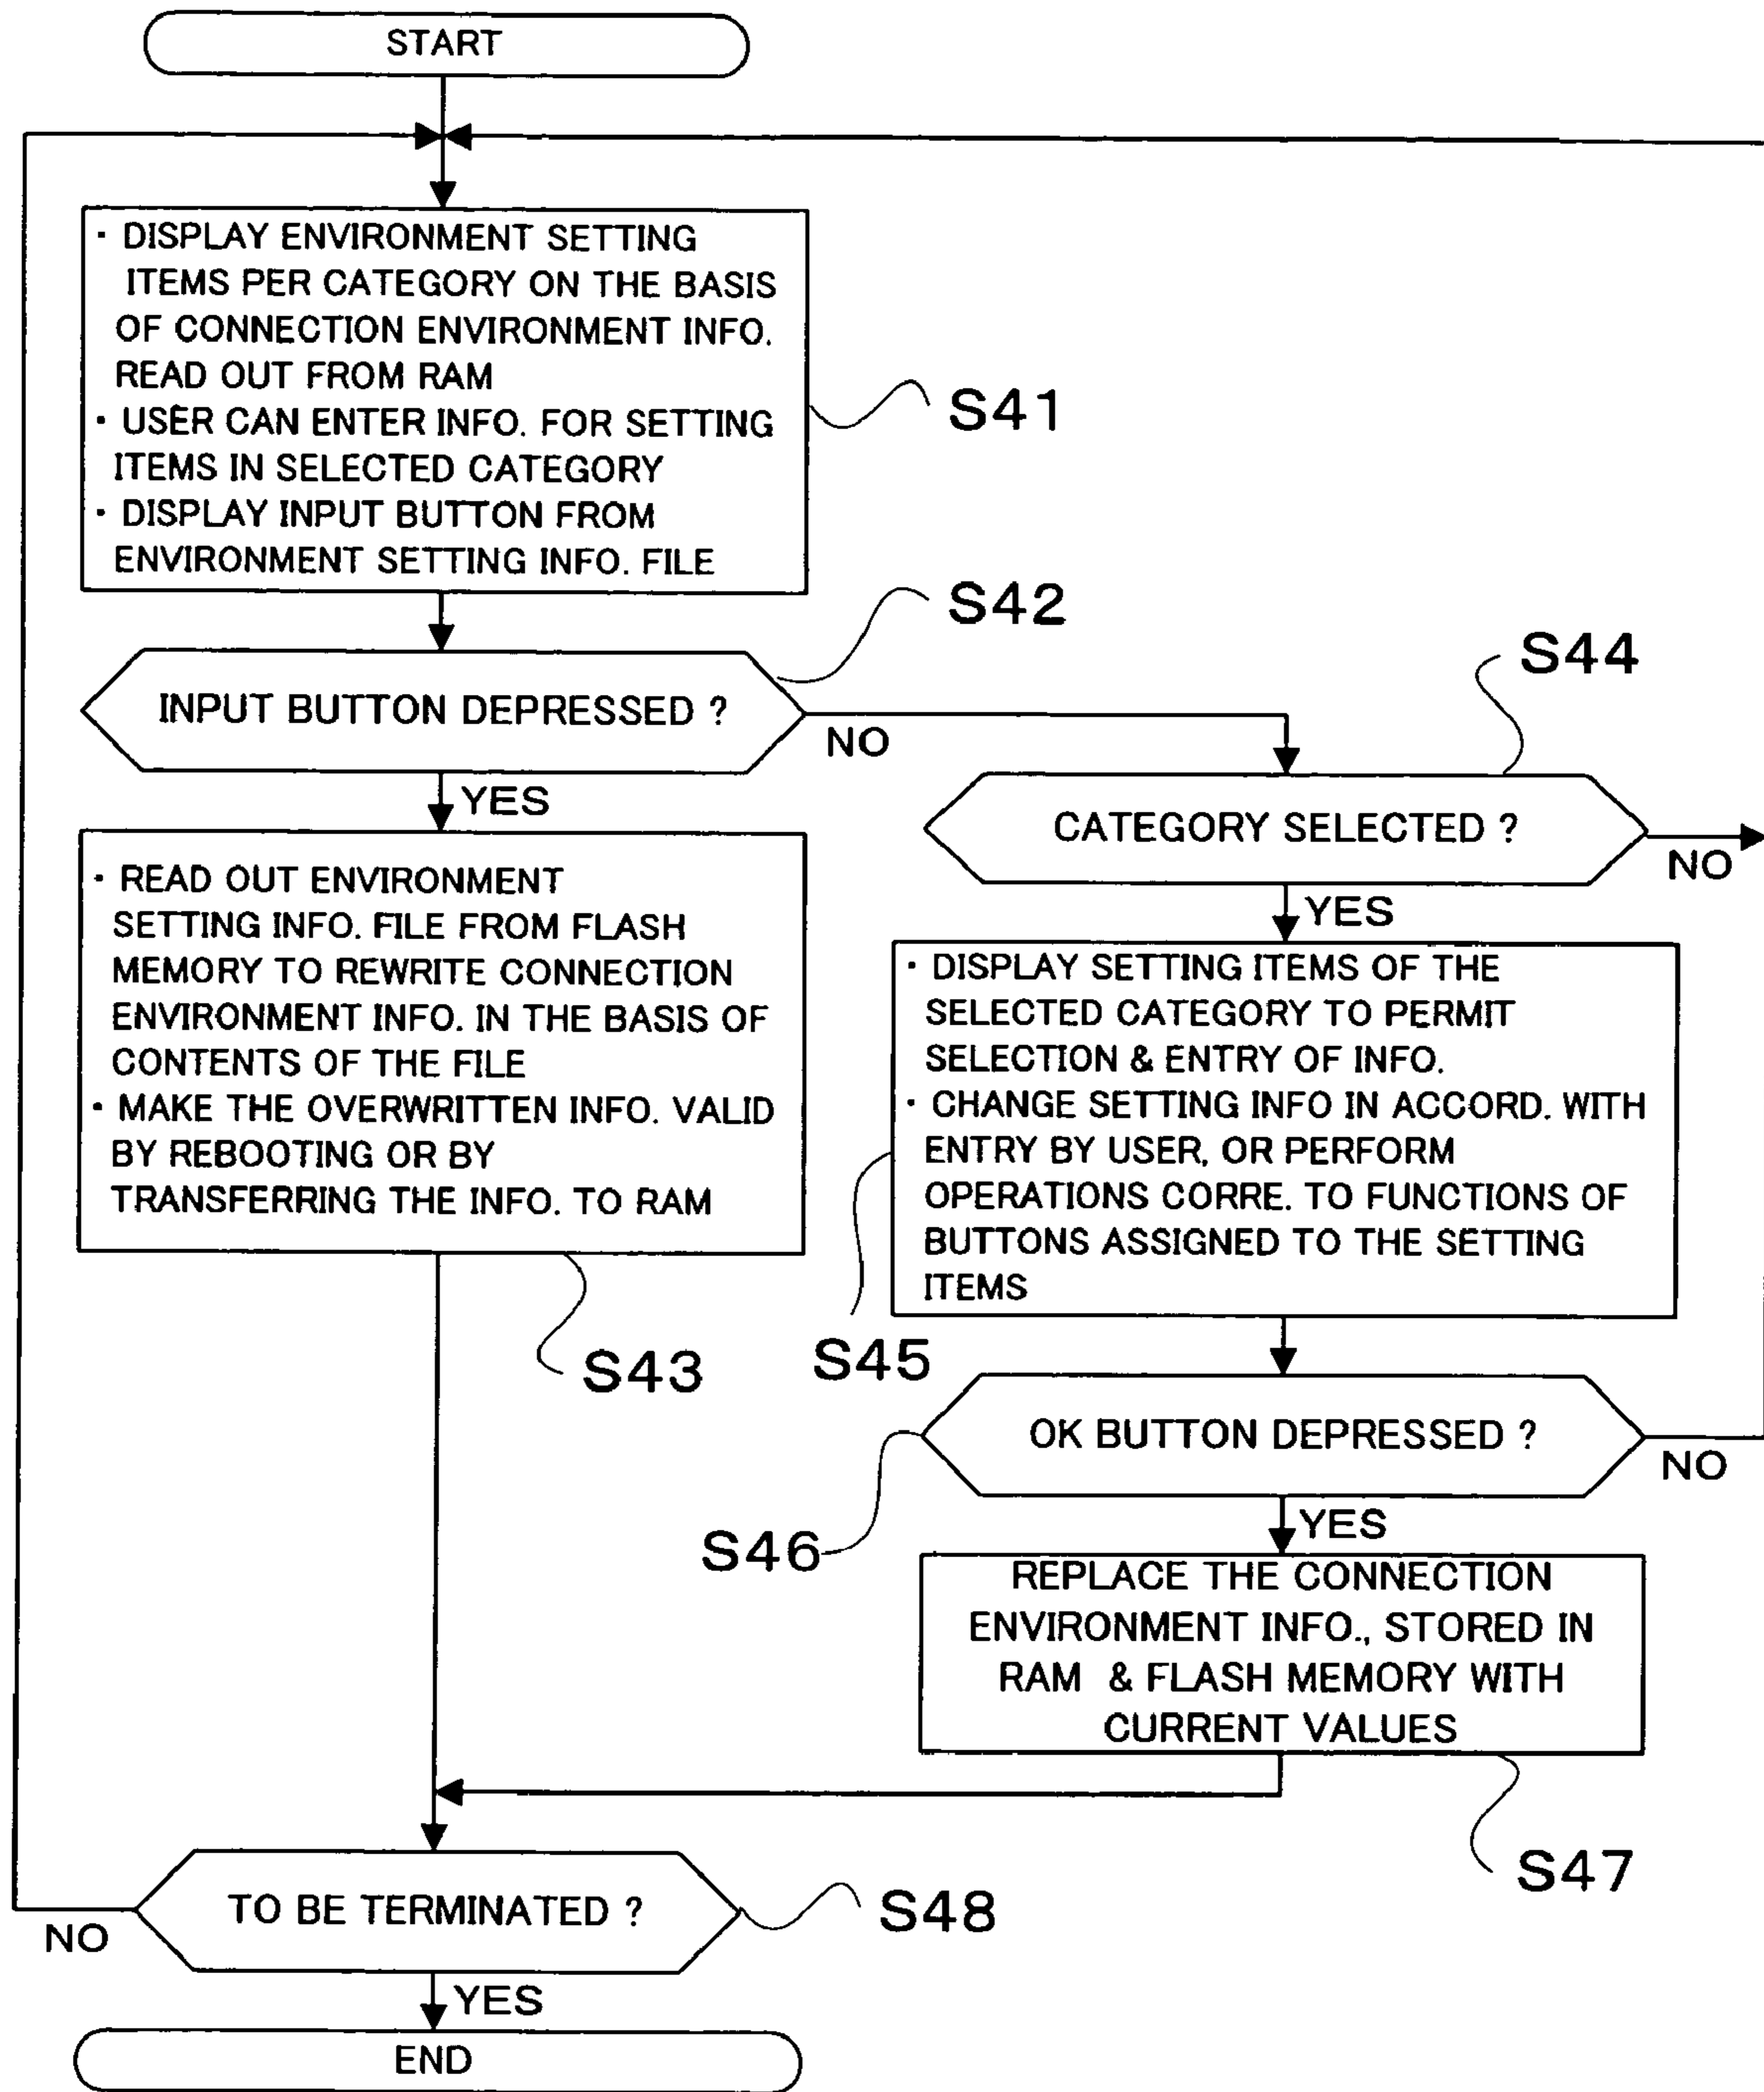 START
· DISPLAY ENVIRONMENT SETTING
ITEMS PER CATEGORY ON THE BASIS
OF CONNECTION ENVIRONMENT INFO.
READ OUT FROM RAM
· USER CAN ENTER INFO. FOR SETTING
ITEMS IN SELECTED CATEGORY
· DISPLAY INPUT BUTTON FROM
ENVIRONMENT SETTING INFO. FILE
S41
S42
INPUT BUTTON DEPRESSED ?
NO
YES
S44
CATEGORY SELECTED ?
NO
YES
· READ OUT ENVIRONMENT
SETTING INFO. FILE FROM FLASH
MEMORY TO REWRITE CONNECTION
ENVIRONMENT INFO. IN THE BASIS OF
CONTENTS OF THE FILE
· MAKE THE OVERWRITTEN INFO. VALID
BY REBOOTING OR BY
TRANSFERRING THE INFO. TO RAM
S43
· DISPLAY SETTING ITEMS OF THE
SELECTED CATEGORY TO PERMIT
SELECTION & ENTRY OF INFO.
· CHANGE SETTING INFO IN ACCORD. WITH
ENTRY BY USER, OR PERFORM
OPERATIONS CORRE. TO FUNCTIONS OF
BUTTONS ASSIGNED TO THE SETTING
ITEMS
S45
OK BUTTON DEPRESSED ?
NO
S46
YES
REPLACE THE CONNECTION
ENVIRONMENT INFO., STORED IN
RAM & FLASH MEMORY WITH
CURRENT VALUES
S47
TO BE TERMINATED ?
S48
NO
YES
END